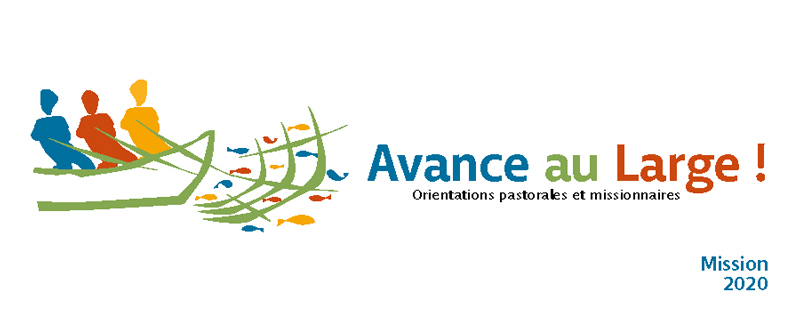 Avance au Large !
Orientations pastorales et missionnaires
Mission
2020